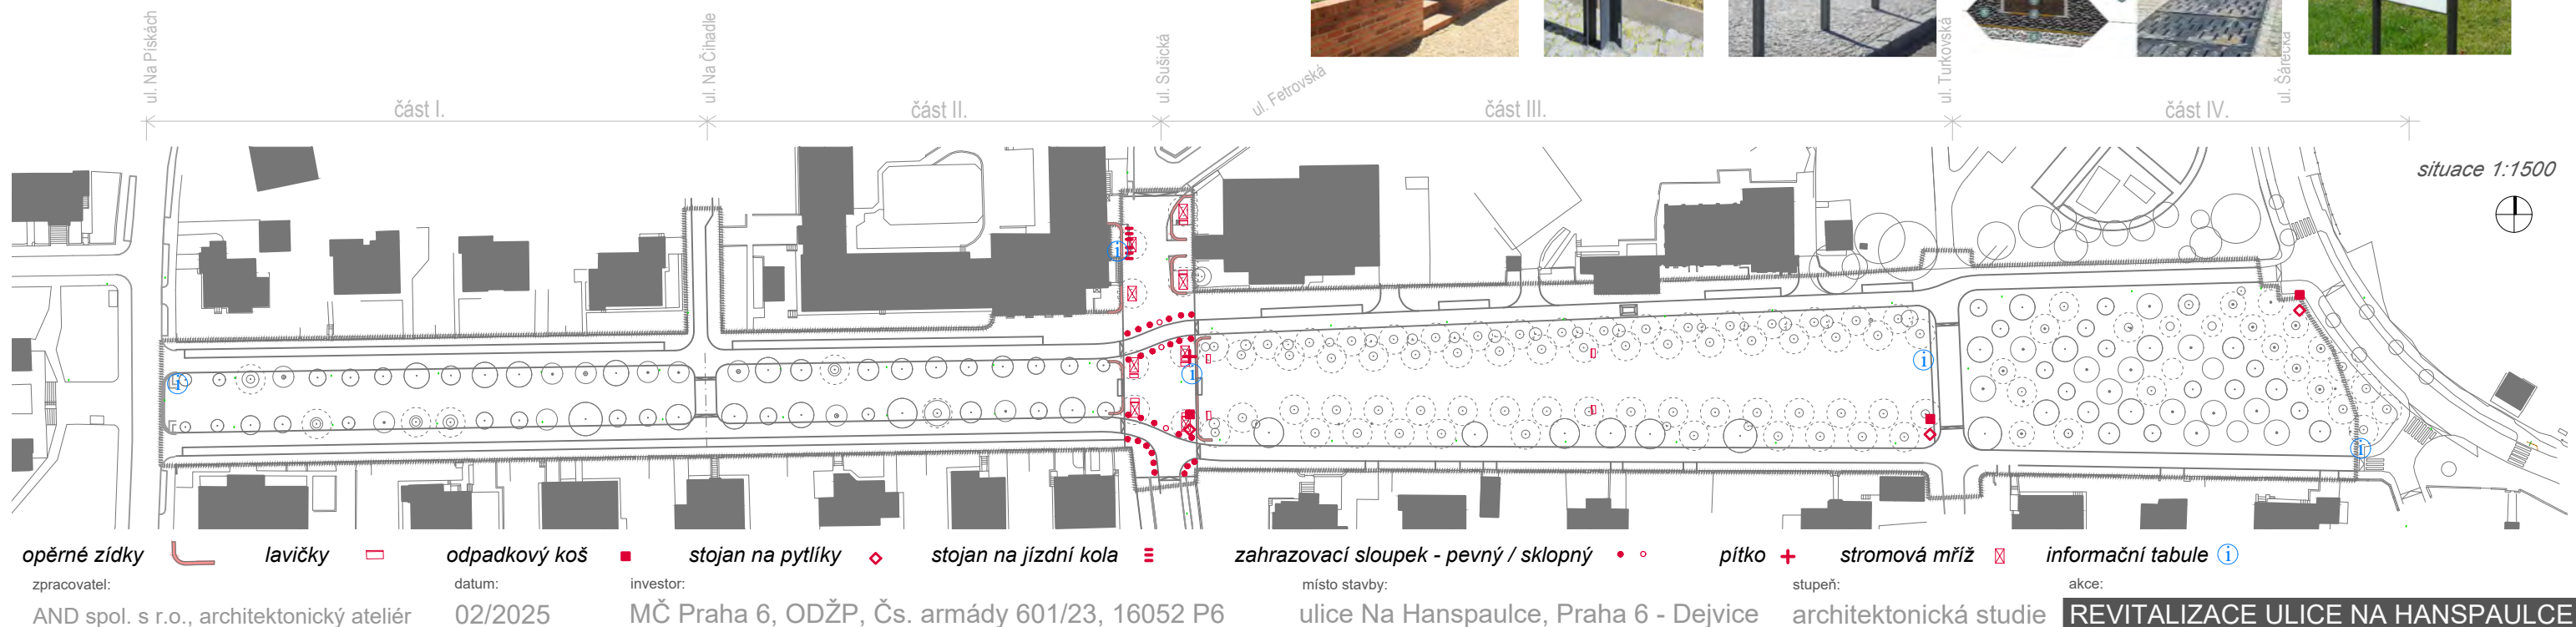 ul. Na Pískách
ul. Na Čihadle
ul. Sušická
ul. Fetrovská
ul. Turkovská
ul. Šárecká
část I.
část II.
část III.
část IV.
situace 1:1500
i
i
i
i
i
opěrné zídky
lavičky
odpadkový koš
stojan na pytlíky
stojan na jízdní kola
zahrazovací sloupek - pevný / sklopný
pítko
stromová mříž
informační tabule i
zpracovatel:
datum:
investor:
místo stavby:
stupeň:
akce:
AND spol. s r.o., architektonický ateliér
02/2025
MČ Praha 6, ODŽP, Čs. armády 601/23, 16052 P6
ulice Na Hanspaulce, Praha 6 - Dejvice
architektonická studie
REVITALIZACE ULICE NA HANSPAULCE